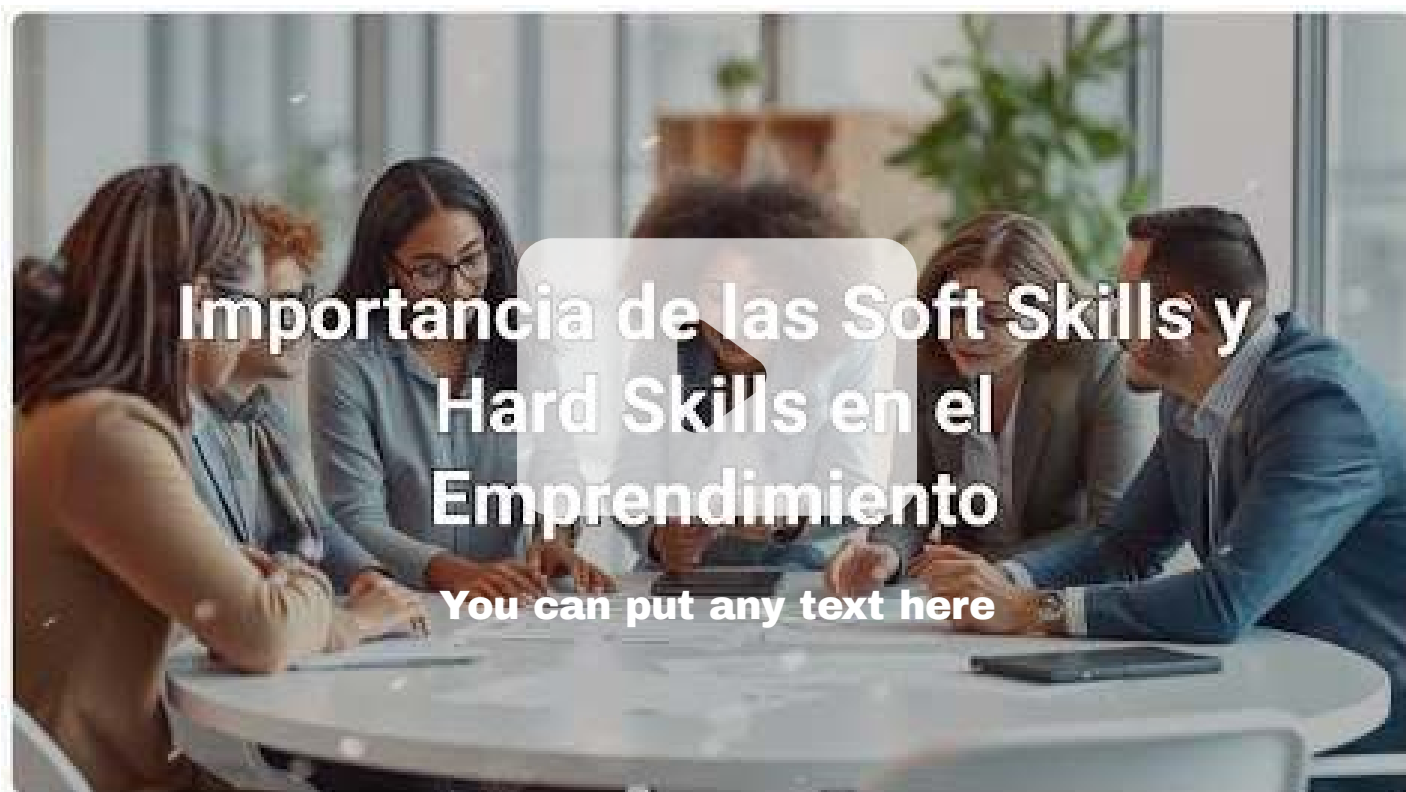 Importancia de las Soft Skills y
Hard Skills en el
Emprendimiento
You can put any text here